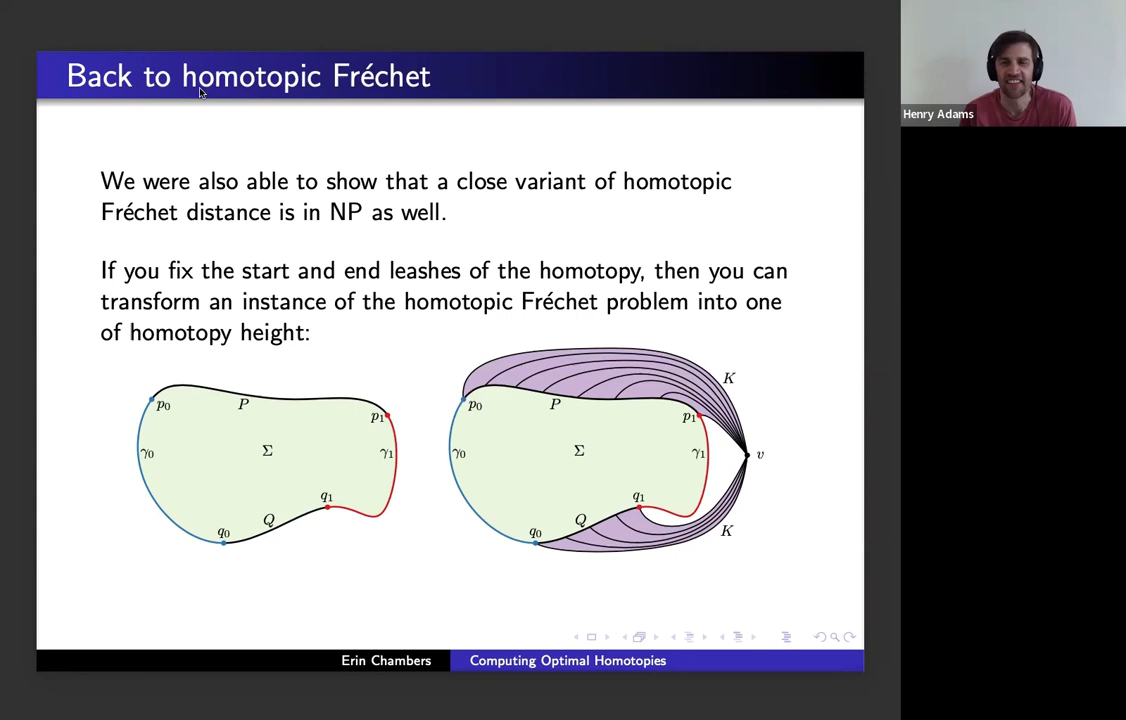 Back to homotopic Fréchet
Henry Adams
We were also able to show that a close variant of homotopic
Fréchet distance is in NP as well.
If you fix the start and end leashes of the homotopy, then you can
transform an instance of the homotopic Fréchet problem into one
of homotopy height:
p₀
P
p₁
γ₀
Σ
γ₁
q₁
Q
q₀
K
p₀
P
p₁
γ₀
Σ
γ₁
v
q₁
Q
q₀
K
Erin Chambers
Computing Optimal Homotopies